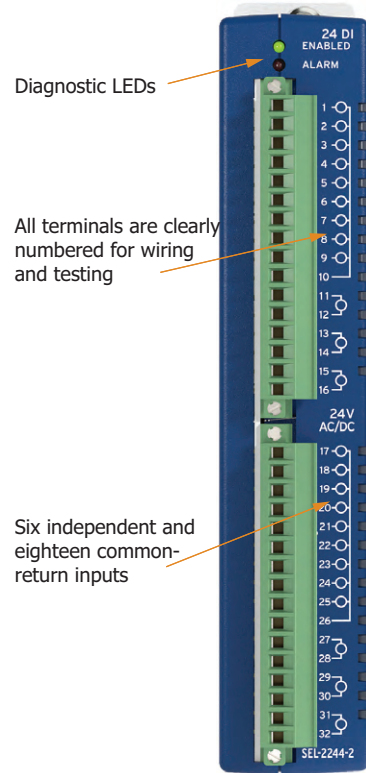 24 DI
ENABLED
ALARM
Diagnostic LEDs
All terminals are clearly
numbered for wiring
and testing
1
2
3
4
5
6
7
8
9
10
11
12
13
14
15
16
24V
AC/DC
Six independent and
eighteen common-
return inputs
17
18
19
20
21
22
23
24
25
26
27
28
29
30
31
32
SEL-2244-2